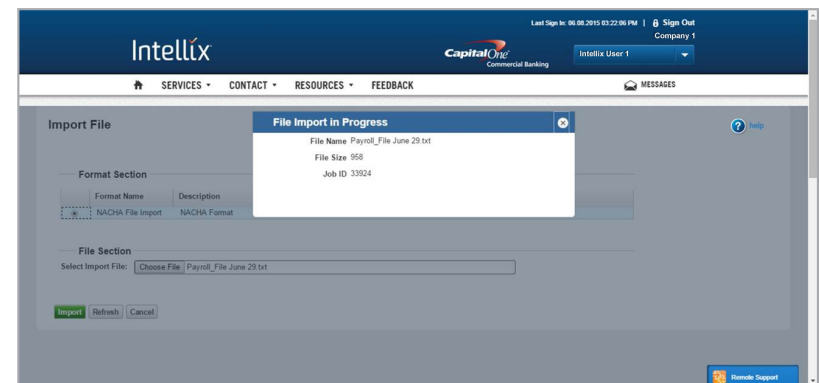 Last Sign In: 06.08.2015 03:22:06 PM | Sign Out
Company 1
Intellix
Capital One
Commercial Banking
Intellix User 1
SERVICES CONTACT RESOURCES FEEDBACK MESSAGES
Import File
File Import in Progress
? help
File Name Payroll_File June 29.txt
File Size 958
Job ID 33924
Format Section
Format Name Description
NACHA File Import NACHA Format
File Section
Select Import File: Choose File Payroll_File June 29.txt
Import Refresh Cancel
Remote Support